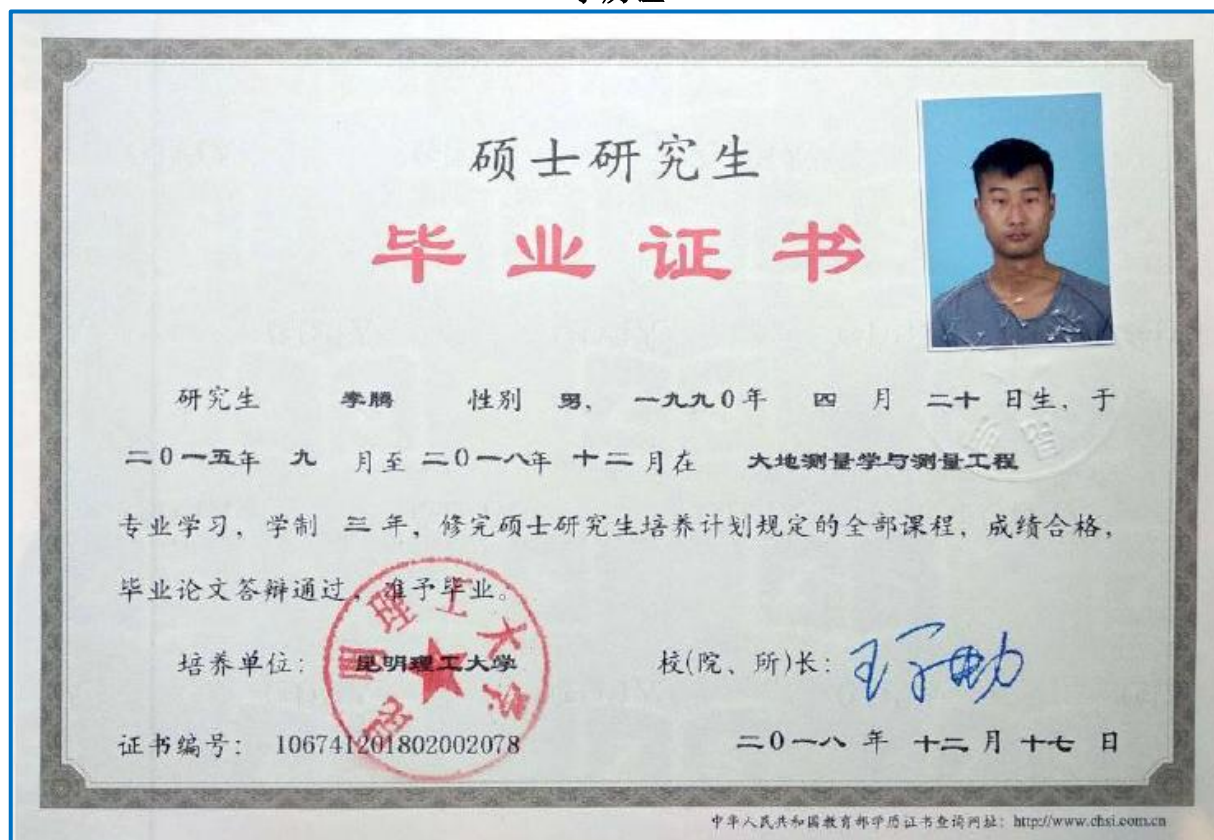 硕士研究生
毕业证书
研究生 李腾 性别 男、 一九九0年 四 月 二十 日生、于
二0一五年 九 月至 二0一八年 十二 月在 大地测量学与测量工程
专业学习，学制 三 年，修完硕士研究生培养计划规定的全部课程，成绩合格，
毕业论文答辩通过，准予毕业。
培养单位： 昆明理工大学 校(院、所)长：
昆明理工大学
证书编号： 106741201802002078 二0一八 年 十二 月 十七 日
中华人民共和国教育部学历证书查询网址：http://www.chsi.com.cn